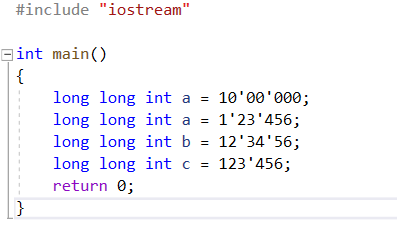 #include "iostream"
int main()
{
long long int a = 10'00'000;
long long int a = 1'23'456;
long long int b = 12'34'56;
long long int c = 123'456;
return 0;
}